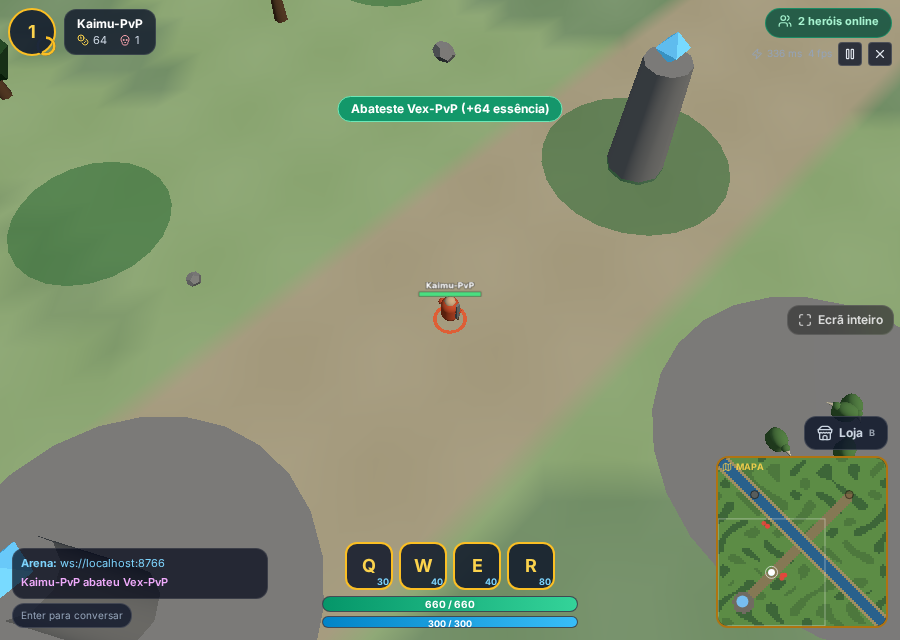 1
Kaimu-PvP
64 1
2 heróis online
Abateste Vex-PvP (+64 essência)
Kaimu-PvP
Ecrã inteiro
Loja B
MAPA
Arena: ws://localhost:8766
Kaimu-PvP abateu Vex-PvP
Enter para conversar
Q W E R
30 40 40 80
660 / 660
300 / 300